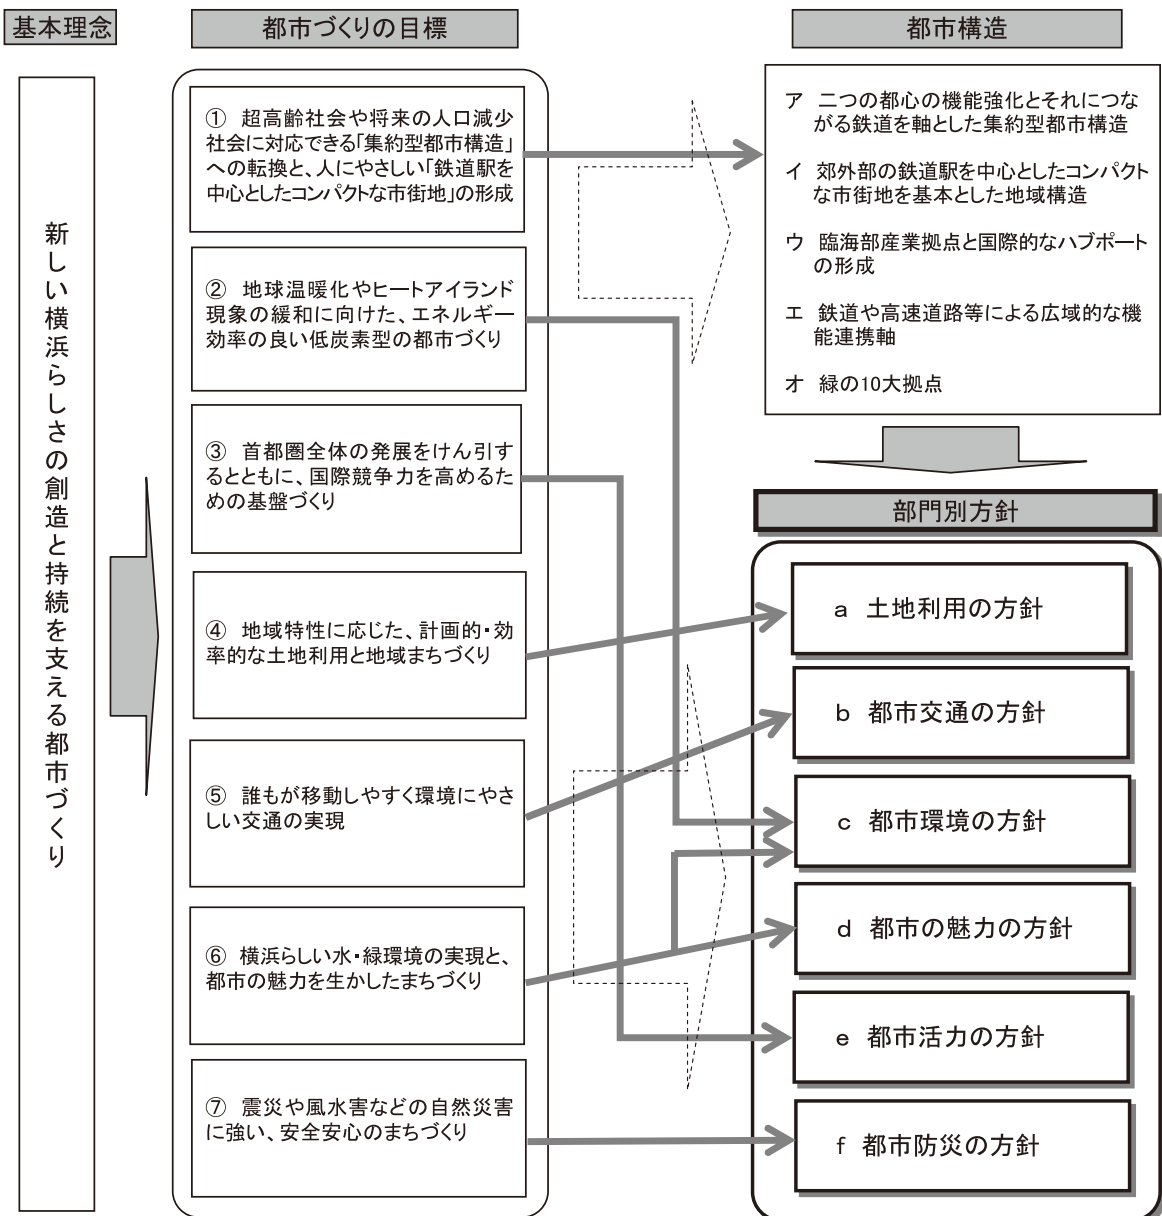 基本理念
新しい横浜らしさの創造と持続を支える都市づくり
都市づくりの目標
① 超高齢社会や将来の人口減少
社会に対応できる「集約型都市構造」
への転換と、人にやさしい「鉄道駅を
中心としたコンパクトな市街地」の形成
② 地球温暖化やヒートアイランド
現象の緩和に向けた、エネルギー
効率の良い低炭素型の都市づくり
③ 首都圏全体の発展をけん引す
るとともに、国際競争力を高めるた
めの基盤づくり
④ 地域特性に応じた、計画的・効
率的な土地利用と地域まちづくり
⑤ 誰もが移動しやすく環境にやさ
しい交通の実現
⑥ 横浜らしい水・緑環境の実現と、
都市の魅力を生かしたまちづくり
⑦ 震災や風水害などの自然災害
に強い、安全安心のまちづくり
都市構造
ア 二つの都心の機能強化とそれにつな
がる鉄道を軸とした集約型都市構造
イ 郊外部の鉄道駅を中心としたコンパクト
な市街地を基本とした地域構造
ウ 臨海部産業拠点と国際的なハブポート
の形成
エ 鉄道や高速道路等による広域的な機
能連携軸
オ 緑の10大拠点
部門別方針
a 土地利用の方針
b 都市交通の方針
c 都市環境の方針
d 都市の魅力の方針
e 都市活力の方針
f 都市防災の方針